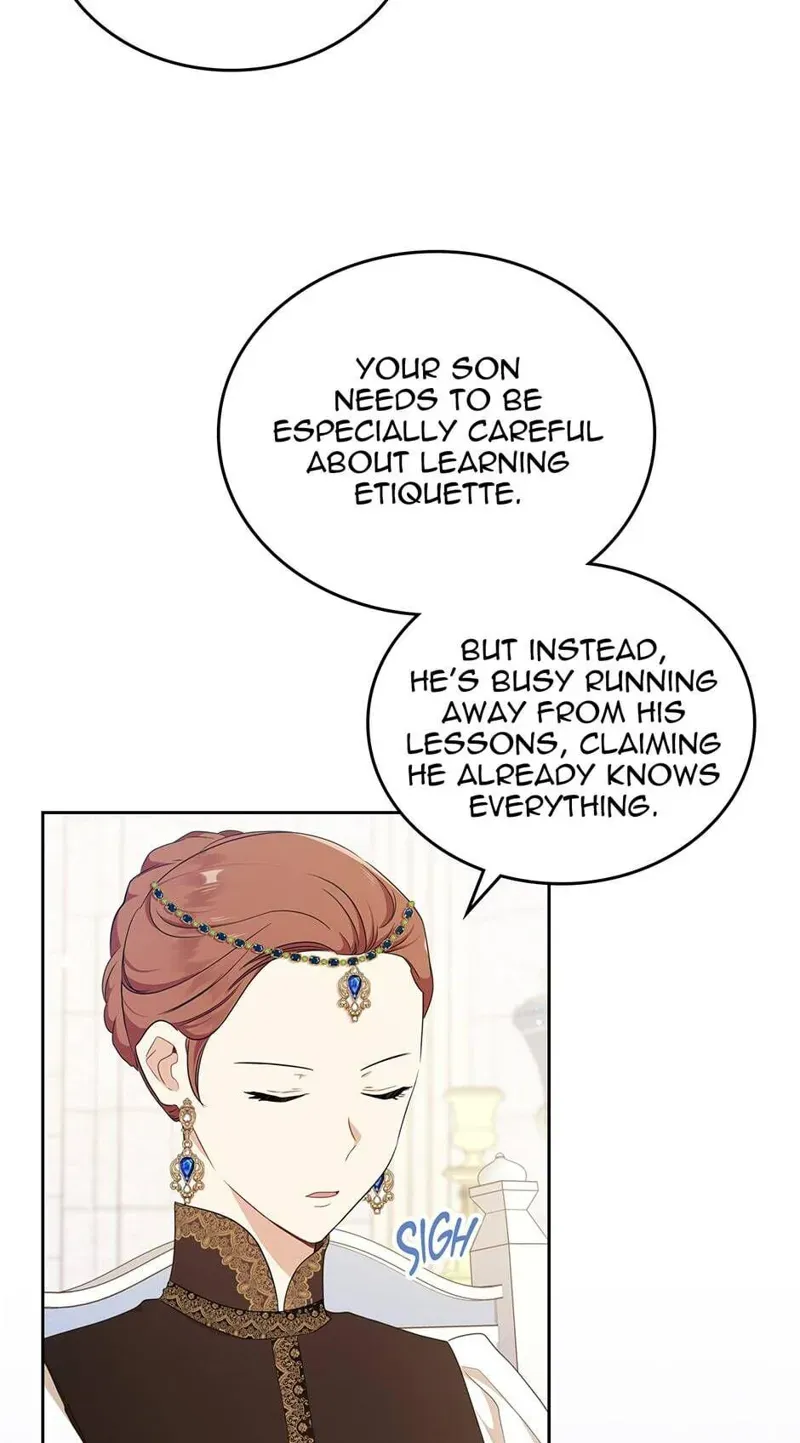 YOUR SON
NEEDS TO BE
ESPECIALLY CAREFUL
ABOUT LEARNING
ETIQUETTE.
BUT INSTEAD,
HE'S BUSY RUNNING
AWAY FROM HIS
LESSONS, CLAIMING
HE ALREADY KNOWS
EVERYTHING.
SIGH